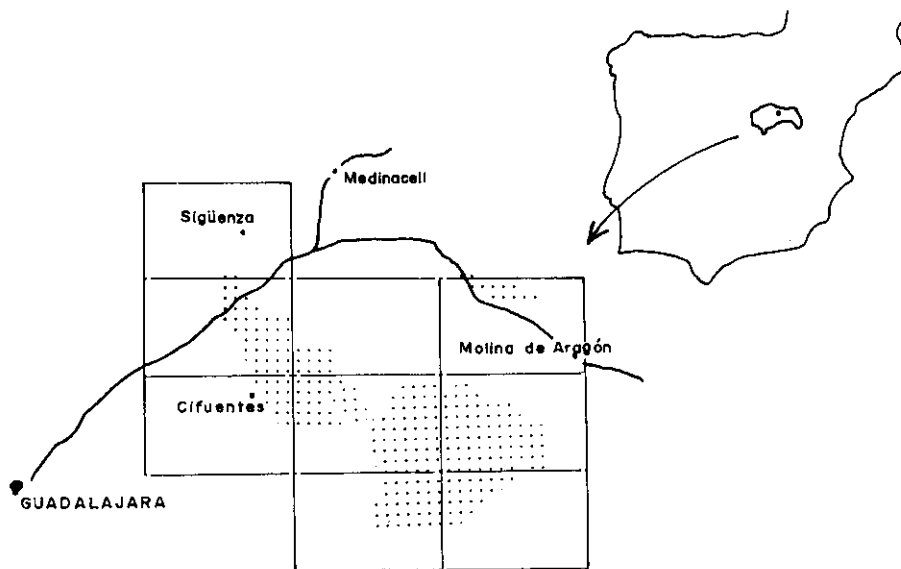 Medinaceli
Sigüenza
Molina de Aragón
Cifuentes
GUADALAJARA